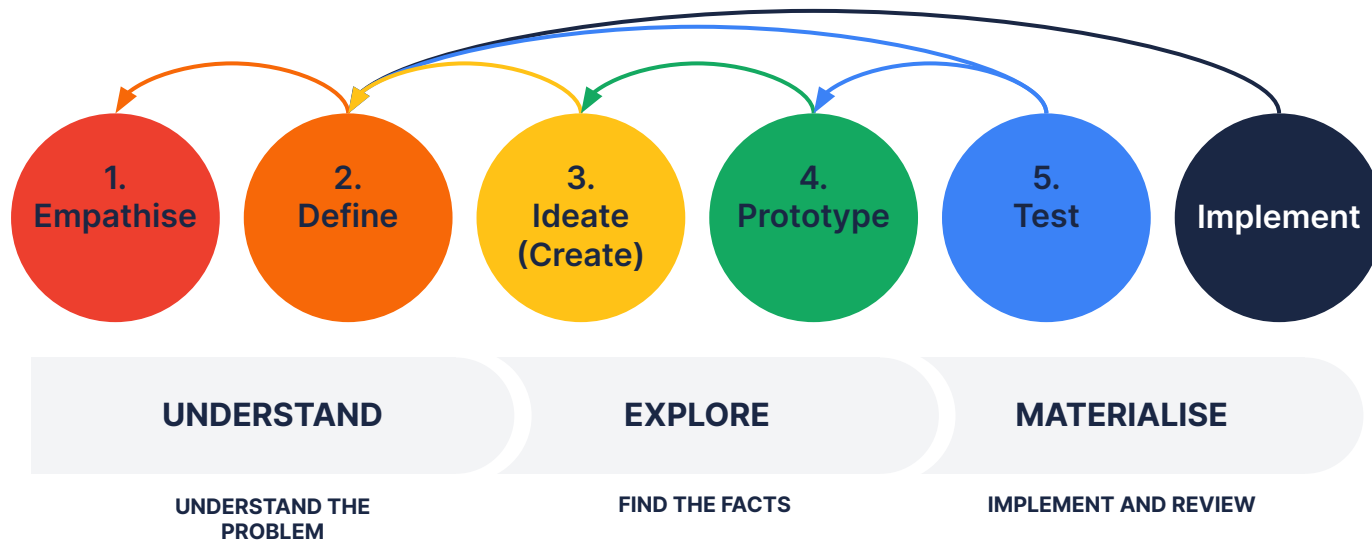 1.
Empathise
2.
Define
3.
Ideate
(Create)
4.
Prototype
5.
Test
Implement
UNDERSTAND
EXPLORE
MATERIALISE
UNDERSTAND THE
PROBLEM
FIND THE FACTS
IMPLEMENT AND REVIEW